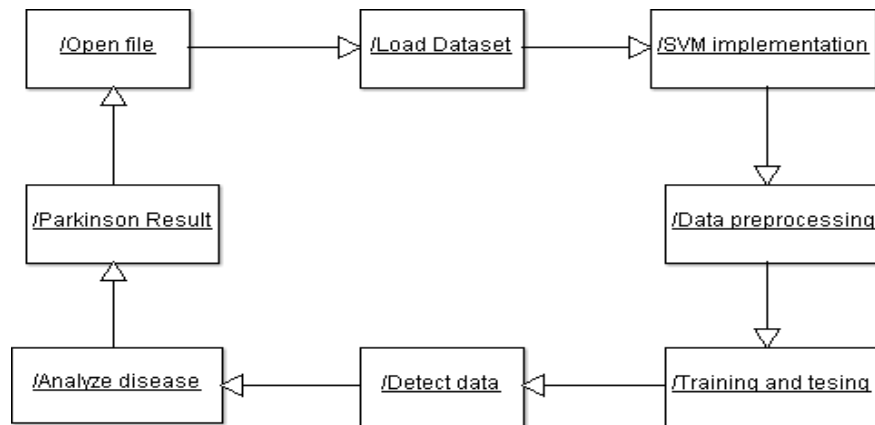 /Open file
/Load Dataset
/SVM implementation
/Parkinson Result
/Data preprocessing
/Analyze disease
/Detect data
/Training and tesing